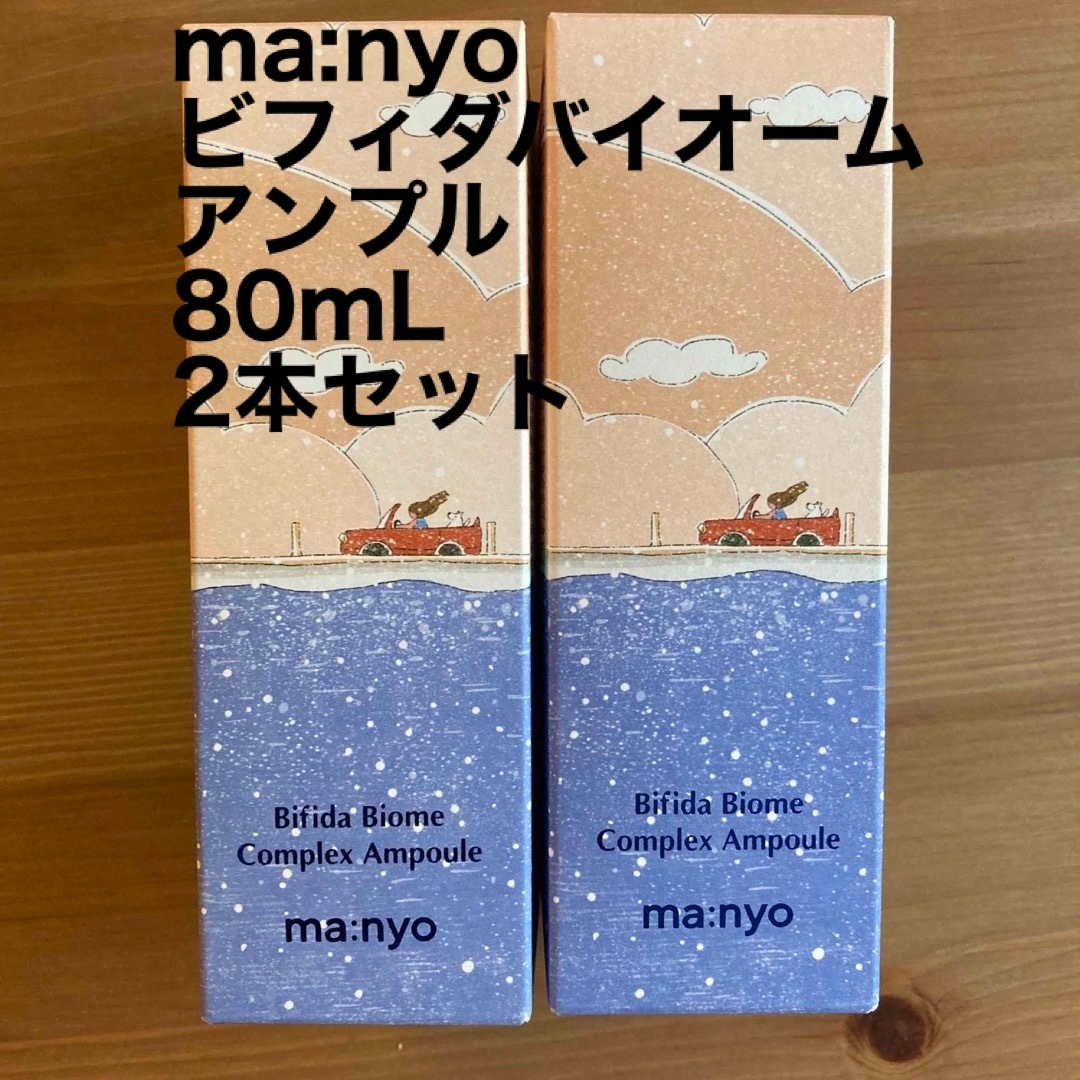 ma:nyo
ビフィダバイオーム
アンプル
80mL
2本セット
Bifida Biome
Complex Ampoule
ma:nyo
Bifida Biome
Complex Ampoule
ma:nyo